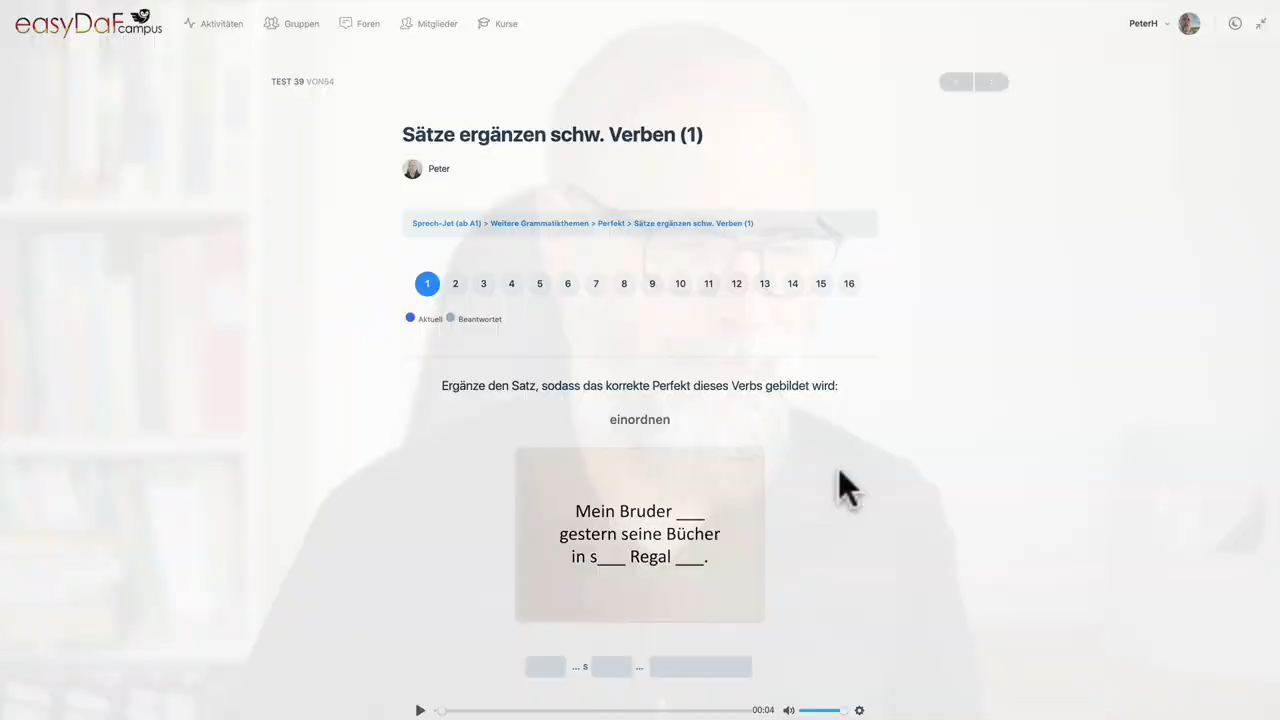 easyDaF campus
Aktivitäten Gruppen Foren Mitglieder Kurse PeterH
TEST 39 VON64
Sätze ergänzen schw. Verben (1)
Peter
Sprech-Jet (ab A1) > Weitere Grammatikthemen > Perfekt > Sätze ergänzen schw. Verben (1)
1 2 3 4 5 6 7 8 9 10 11 12 13 14 15 16
Aktuell Beantwortet
Ergänze den Satz, sodass das korrekte Perfekt dieses Verbs gebildet wird:
einordnen
Mein Bruder ___
gestern seine Bücher
in s___ Regal ___.
... s ...
00:04